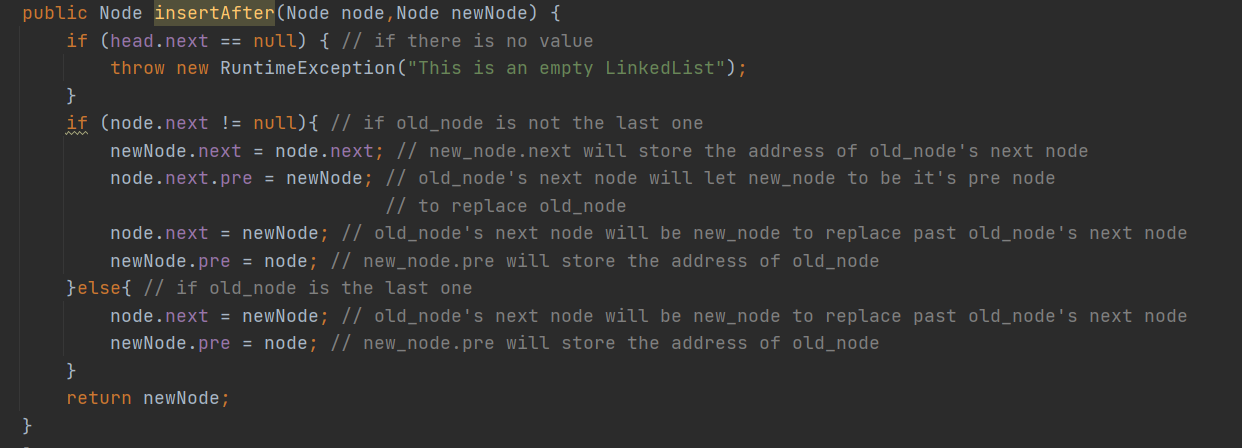 public Node insertAfter(Node node,Node newNode) {
    if (head.next == null) { // if there is no value
        throw new RuntimeException("This is an empty LinkedList");
    }
    if (node.next != null){ // if old_node is not the last one
        newNode.next = node.next; // new_node.next will store the address of old_node's next node
        node.next.pre = newNode; // old_node's next node will let new_node to be it's pre node
                                 // to replace old_node
        node.next = newNode; // old_node's next node will be new_node to replace past old_node's next node
        newNode.pre = node; // new_node.pre will store the address of old_node
    }else{ // if old_node is the last one
        node.next = newNode; // old_node's next node will be new_node to replace past old_node's next node
        newNode.pre = node; // new_node.pre will store the address of old_node
    }
    return newNode;
}